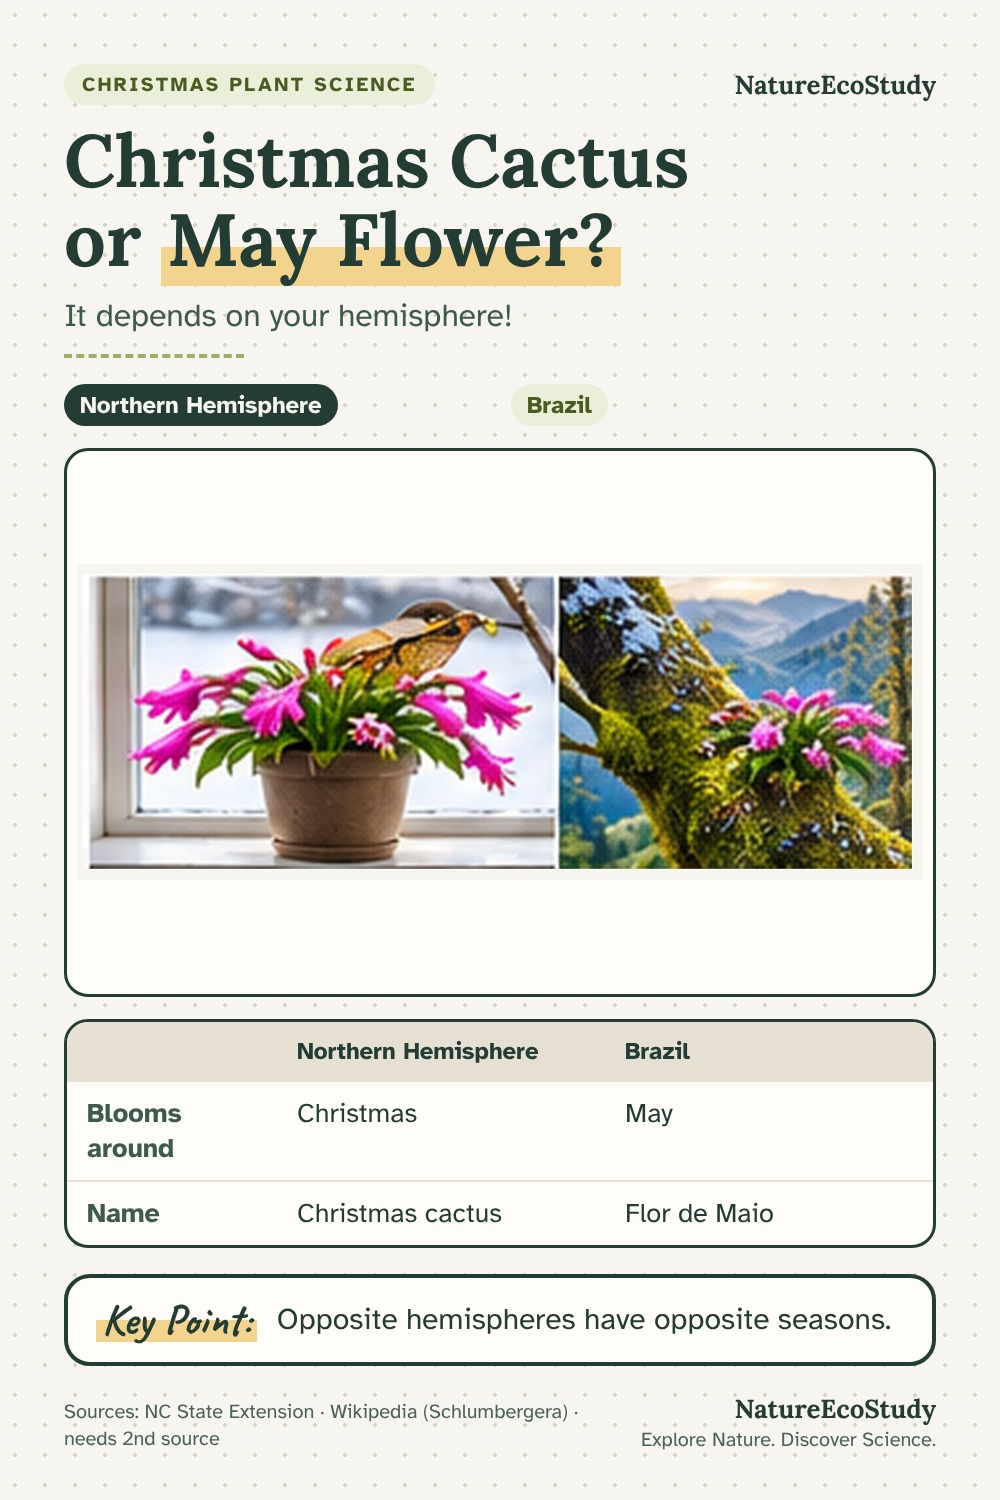 CHRISTMAS PLANT SCIENCE
NatureEcoStudy
Christmas Cactus
or May Flower?
It depends on your hemisphere!
Northern Hemisphere
Brazil
Northern Hemisphere Brazil
Blooms around Christmas May
Name Christmas cactus Flor de Maio
Key Point: Opposite hemispheres have opposite seasons.
Sources: NC State Extension · Wikipedia (Schlumbergera) ·
needs 2nd source
NatureEcoStudy
Explore Nature. Discover Science.